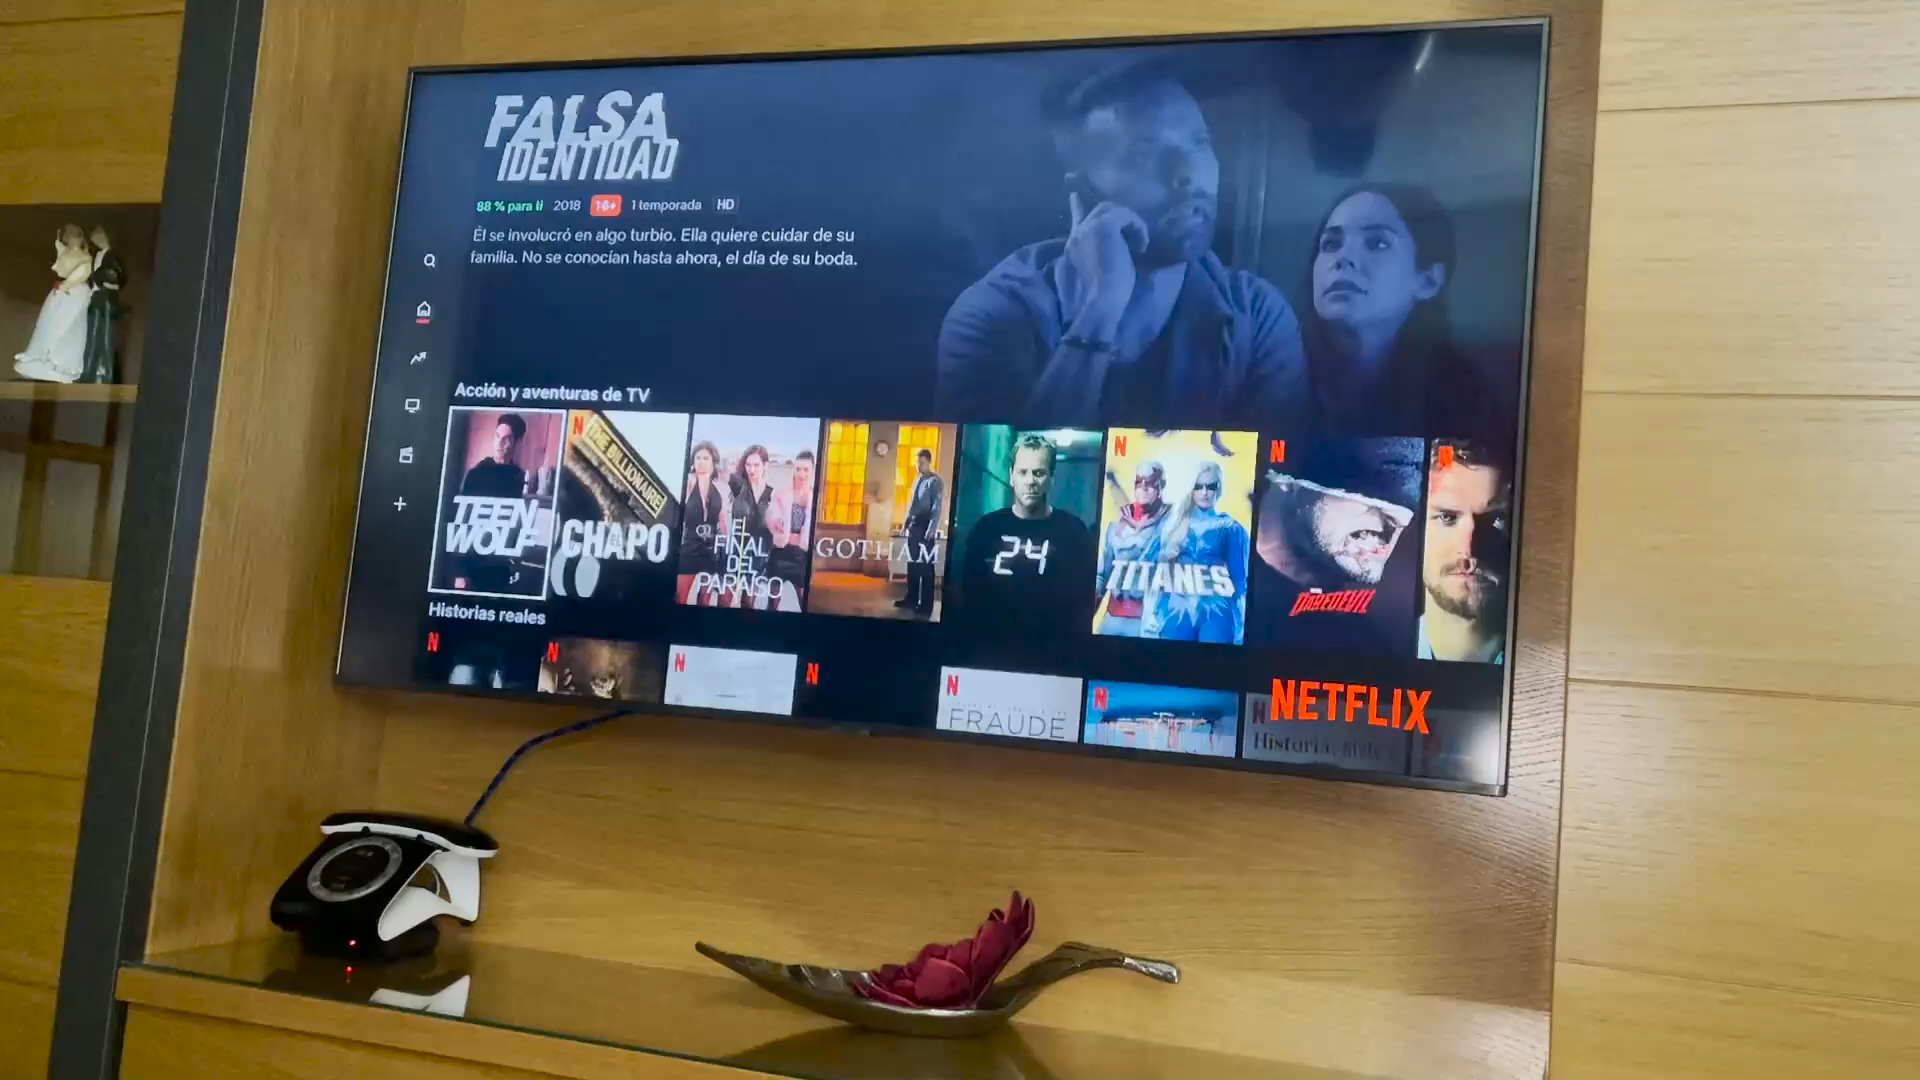 FALSA
IDENTIDAD
88 % para ti 2018 16+ 1 temporada HD
Él se involucró en algo turbio. Ella quiere cuidar de su
familia. No se conocían hasta ahora, el día de su boda.
Acción y aventuras de TV
N
THE BILLIONAIRE
N
N
N
TEEN
WOLF
EL
CHAPO
EL
FINAL
DEL
PARAÍSO
GOTHAM
24
TITANES
DAREDEVIL
Historias reales
N
N
N
N
N
FRAUDE
N
N
NETFLIX